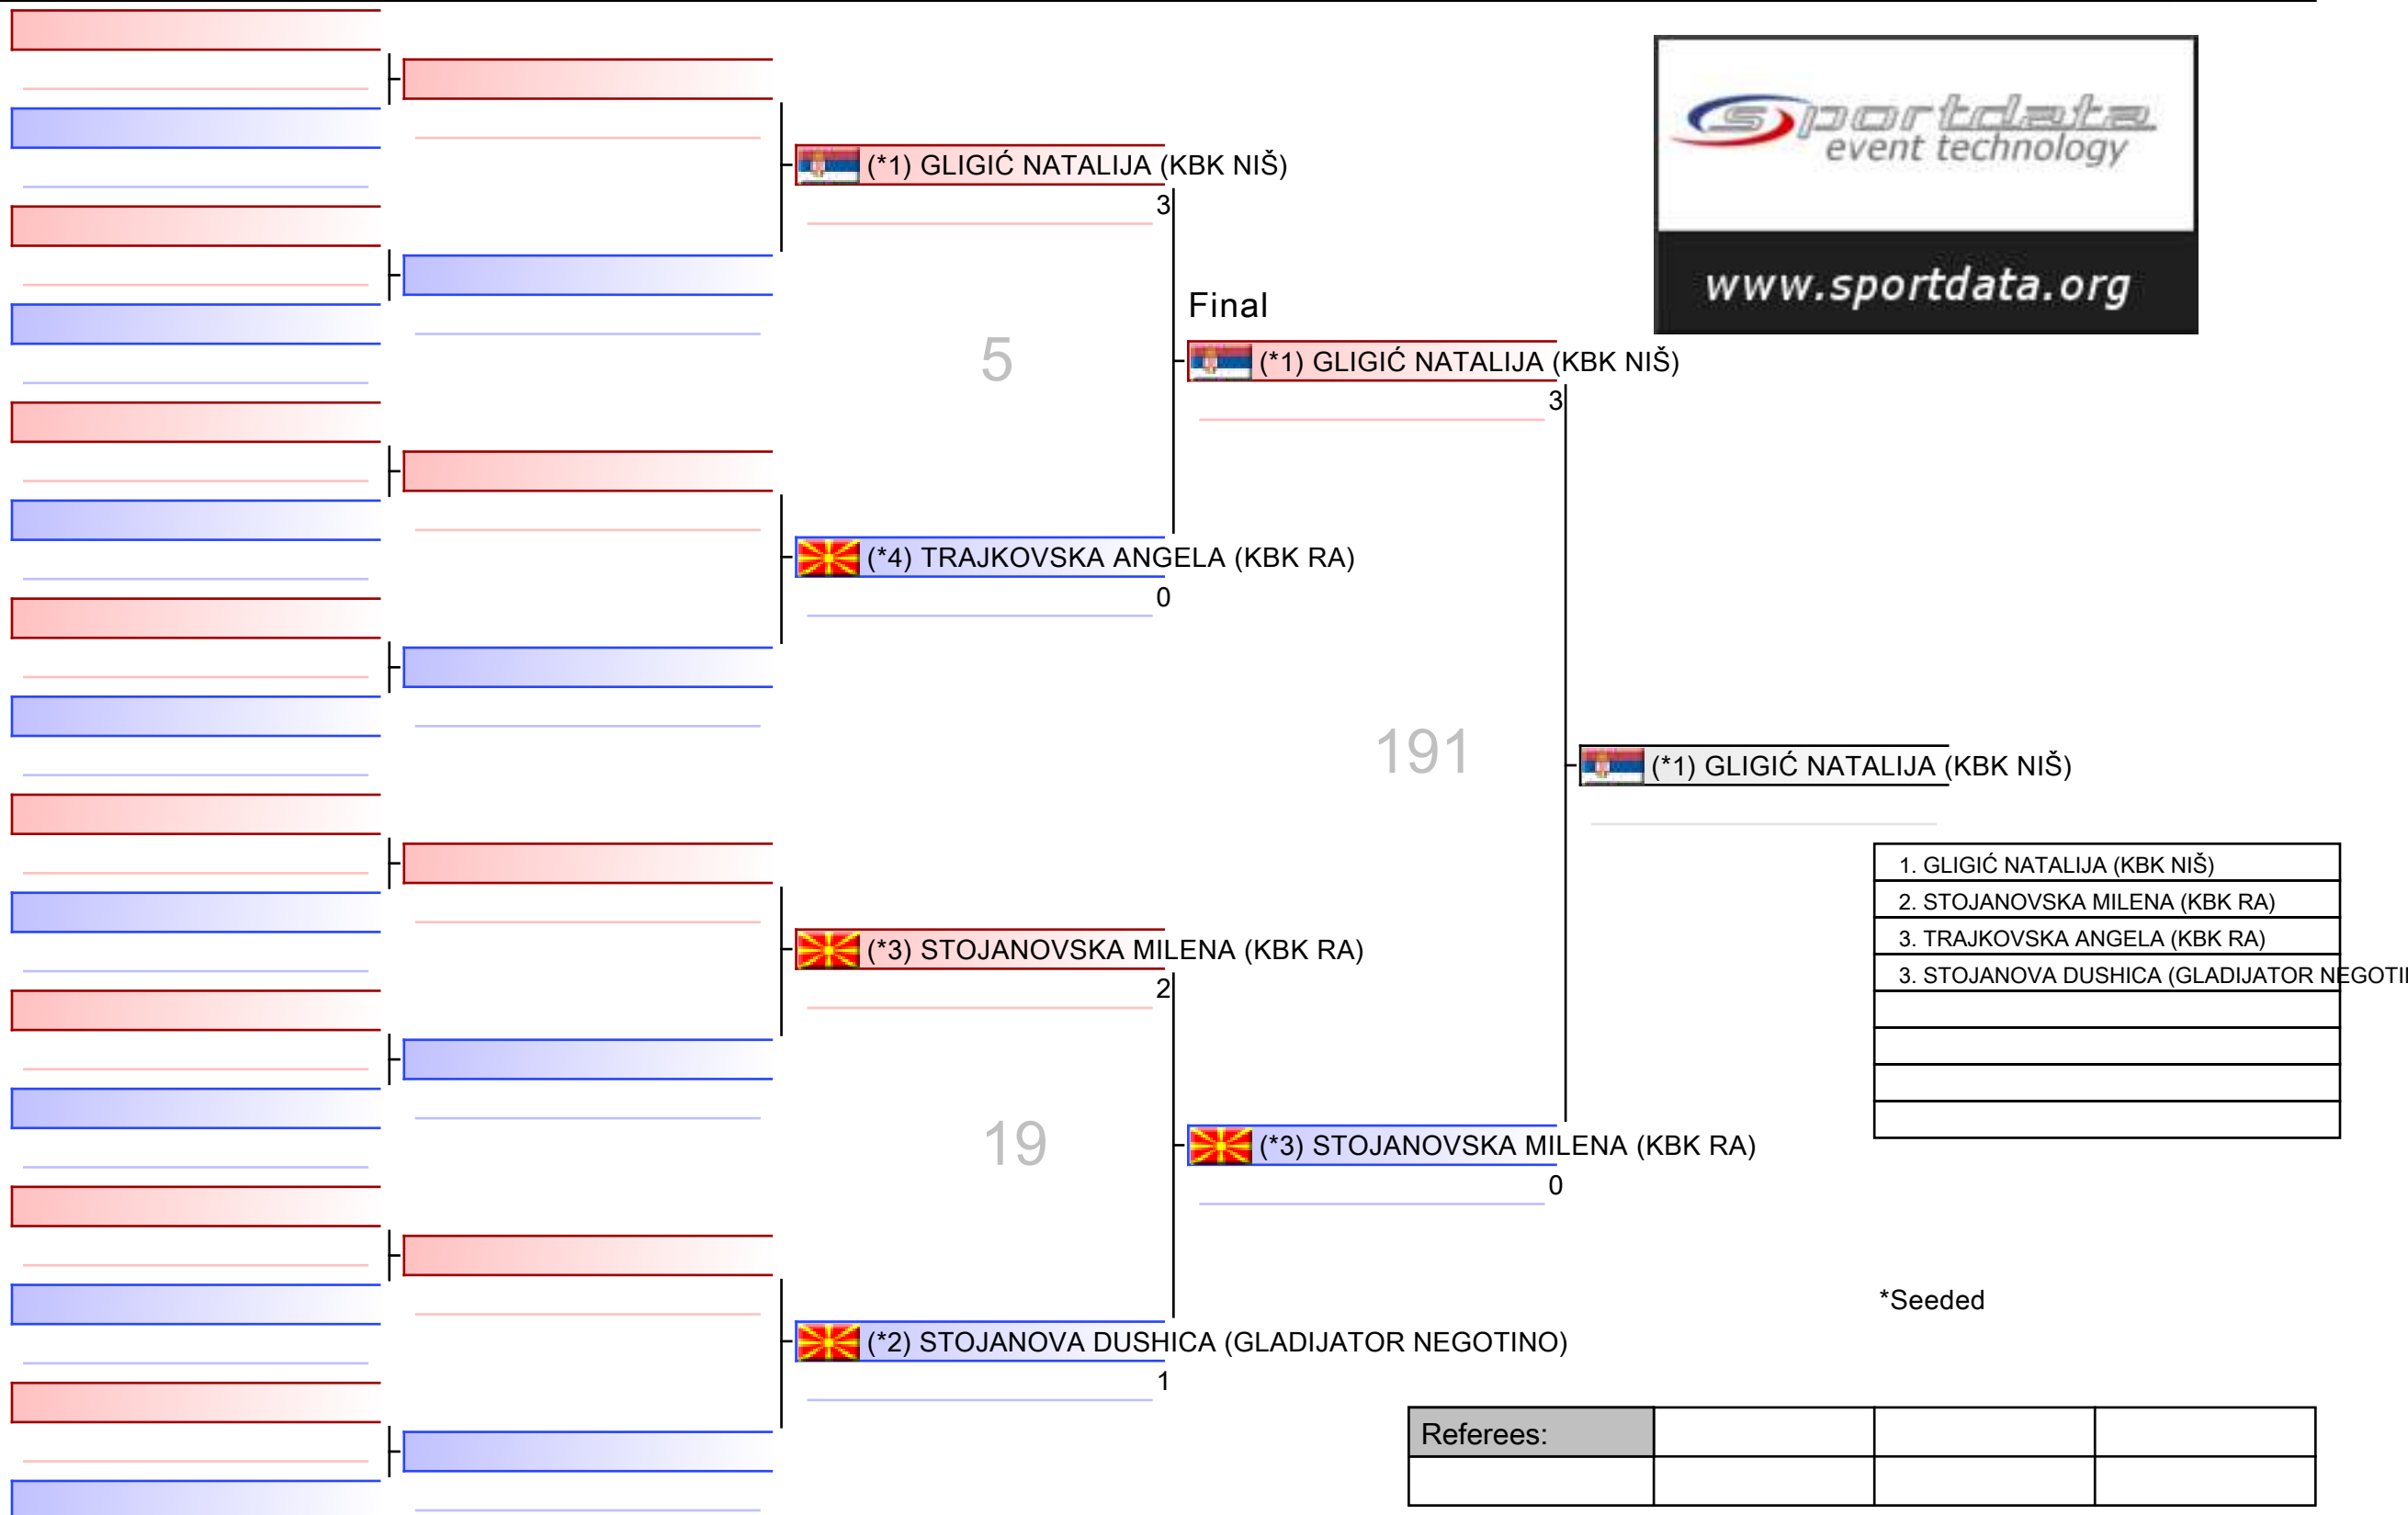 sportdata
event technology
www.sportdata.org
(*1) GLIGIĆ NATALIJA (KBK NIŠ)
3
5
(*4) TRAJKOVSKA ANGELA (KBK RA)
0
(*3) STOJANOVSKA MILENA (KBK RA)
2
19
(*2) STOJANOVA DUSHICA (GLADIJATOR NEGOTINO)
1
Final
(*1) GLIGIĆ NATALIJA (KBK NIŠ)
3
191
(*3) STOJANOVSKA MILENA (KBK RA)
0
(*1) GLIGIĆ NATALIJA (KBK NIŠ)
1. GLIGIĆ NATALIJA (KBK NIŠ)
2. STOJANOVSKA MILENA (KBK RA)
3. TRAJKOVSKA ANGELA (KBK RA)
3. STOJANOVA DUSHICA (GLADIJATOR NEGOTI
*Seeded
Referees: